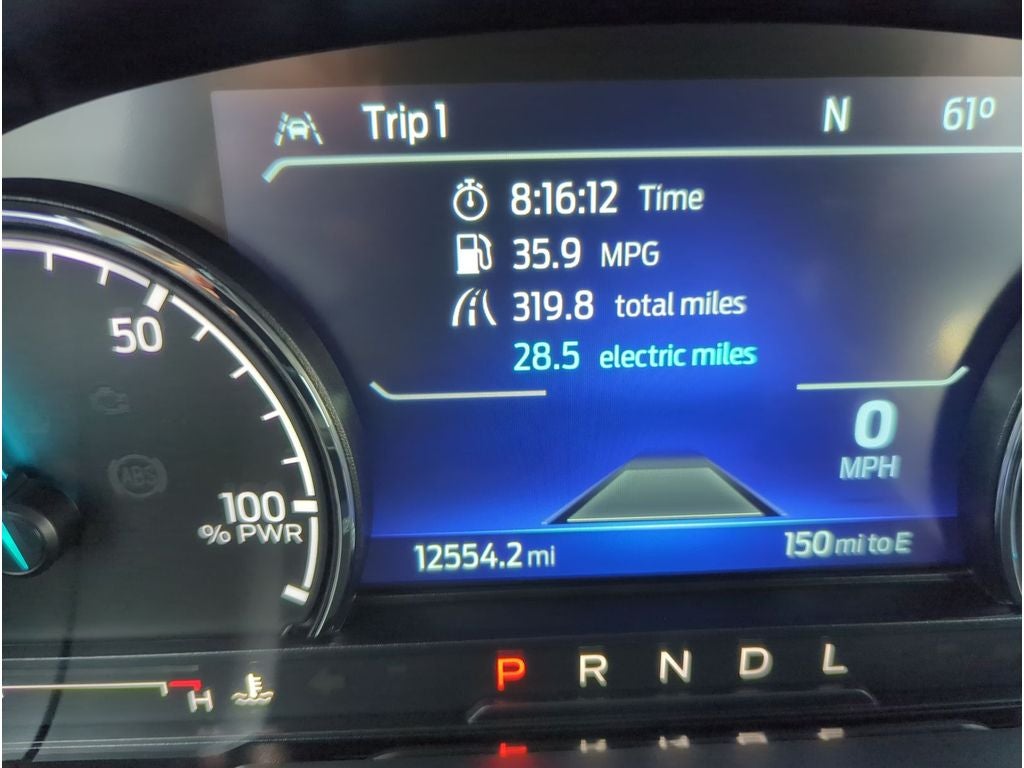 Trip 1 N 61°
8:16:12 Time
35.9 MPG
319.8 total miles
28.5 electric miles
50
0
MPH
ABS
100
% PWR
12554.2 mi 150 mi to E
P R N D L
H